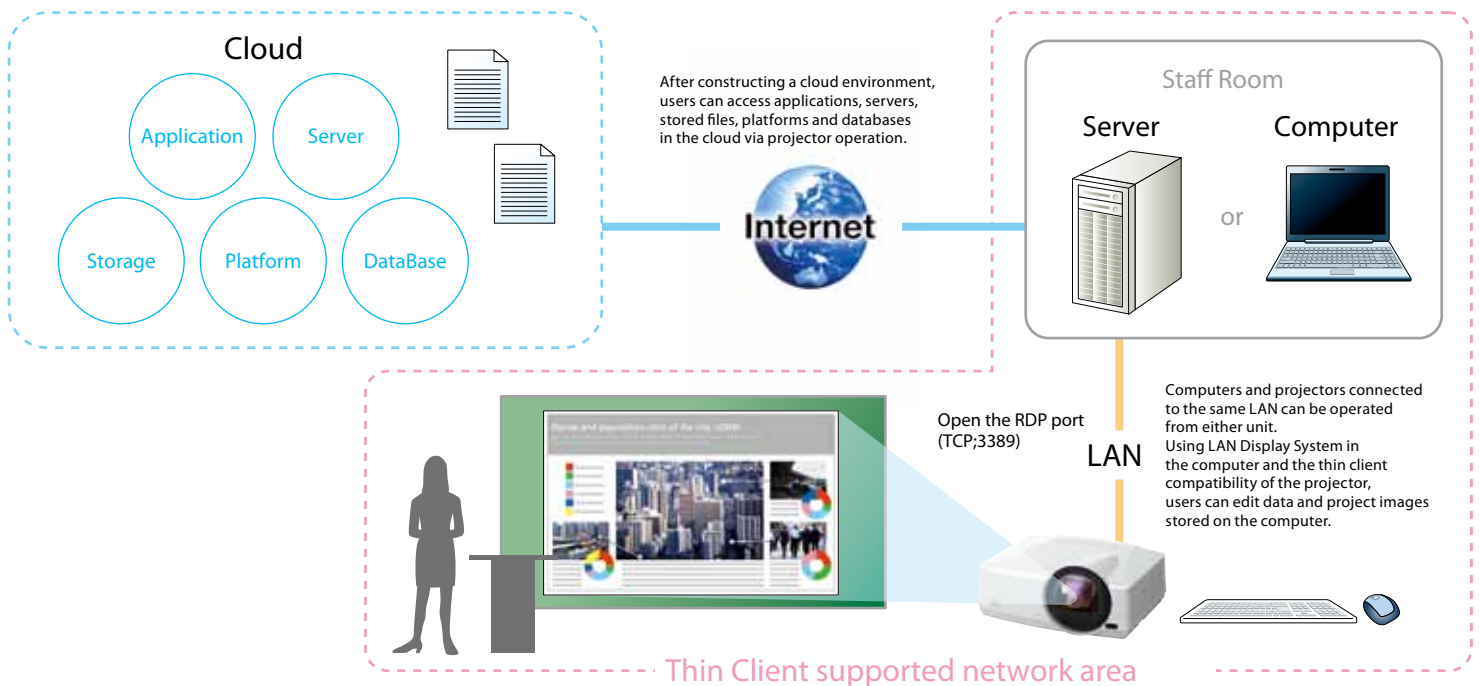 Cloud
Application
Server
Storage
Platform
DataBase
After constructing a cloud environment,
users can access applications, servers,
stored files, platforms and databases
in the cloud via projector operation.
Internet
Staff Room
Server
or
Computer
Open the RDP port
(TCP;3389)
LAN
Computers and projectors connected
to the same LAN can be operated
from either unit.
Using LAN Display System in
the computer and the thin client
compatibility of the projector,
users can edit data and project images
stored on the computer.
Thin Client supported network area